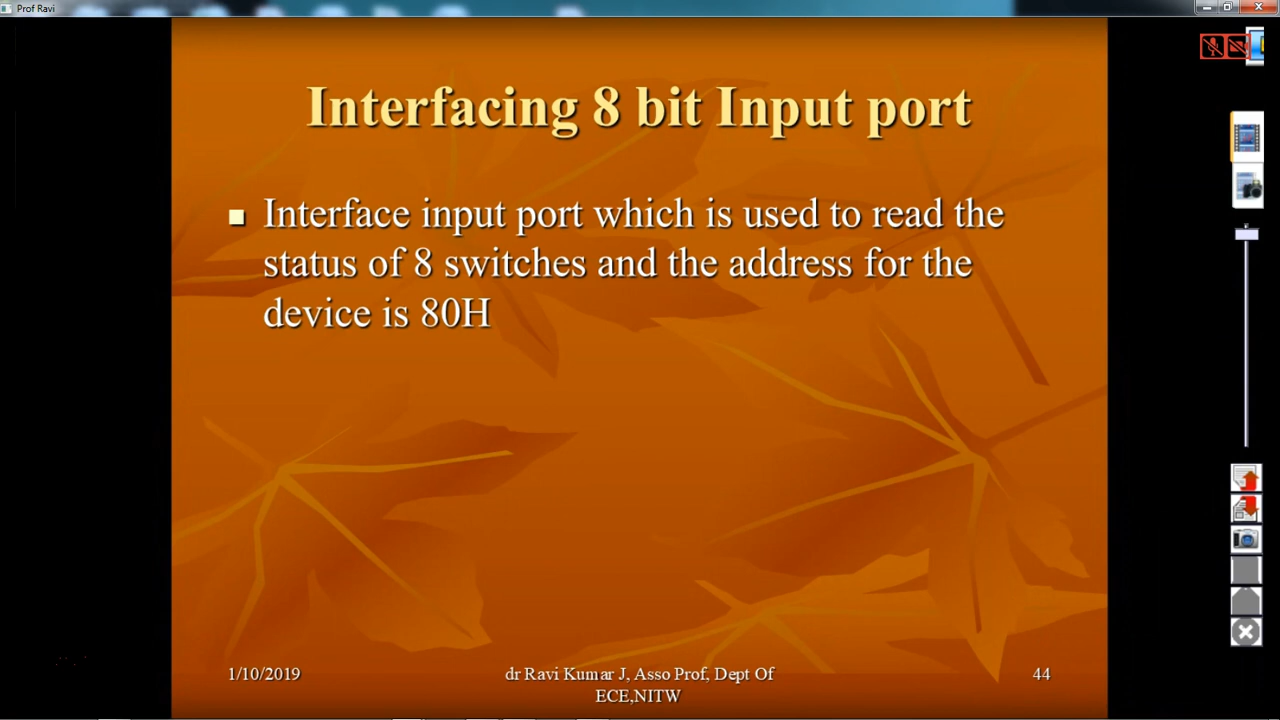 Prof Ravi
Interfacing 8 bit Input port
Interface input port which is used to read the
status of 8 switches and the address for the
device is 80H
1/10/2019
dr Ravi Kumar J, Asso Prof, Dept Of
ECE,NITW
44